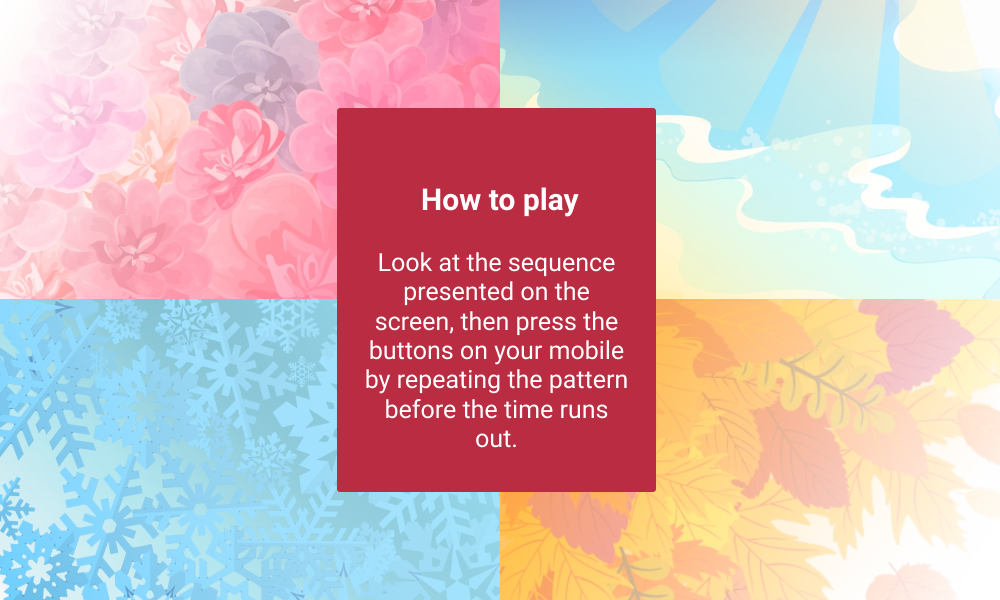 How to play
Look at the sequence
presented on the
screen, then press the
buttons on your mobile
by repeating the pattern
before the time runs
out.